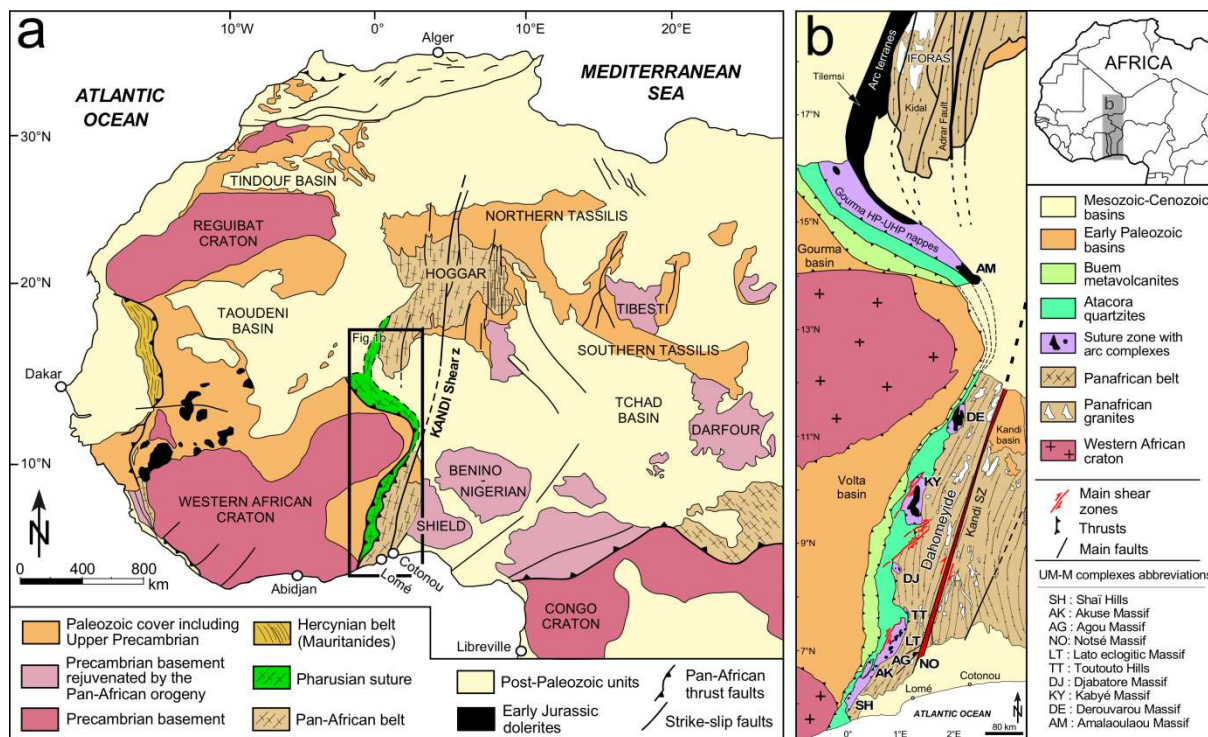 a
10°W
0°
10°E
20°E
Alger
ATLANTIC
OCEAN
MEDITERRANEAN
SEA
30°N
TINDOUF BASIN
REGUIBAT
CRATON
NORTHERN TASSILIS
HOGGAR
20°N
TAOUDENI
BASIN
TIBESTI
Fig. 1b
SOUTHERN TASSILIS
Dakar
KANDI Shear z
TCHAD
BASIN
DARFOUR
10°N
BENINO
-NIGERIAN
SHIELD
WESTERN AFRICAN
CRATON
N
0 400 800
km
Abidjan
Lomé
Cotonou
CONGO
CRATON
Libreville
Paleozoic cover including
Upper Precambrian
Precambrian basement
rejuvenated by the
Pan-African orogeny
Precambrian basement
Hercynien belt
(Mauritanides)
Pharusian suture
Pan-African belt
Post-Paleozoic units
Early Jurassic
dolerites
Pan-African
thrust faults
Strike-slip faults
b
Tilemsi
Arc terranes
IFORAS
Kidal
Adrar Fault
17°N
15°N
Gourma HP-UHP nappes
Gourma
basin
AM
13°N
DE
Kandi
basin
11°N
Volta
basin
KY
Dahomeyide
Kandi SZ
9°N
DJ
TT
LT
7°N
AG
NO
AK
SH
Lomé
Cotonou
ATLANTIC OCEAN
N
80 km
0°
1°E
2°E
AFRICA
b
Mesozoic-Cenozoic
basins
Early Paleozoic
basins
Buem
metavolcanites
Atacora
quartzites
Suture zone with
arc complexes
Panafrican belt
Panafrican
granites
Western African
craton
Main shear
zones
Thrusts
Main faults
UM-M complexes abbreviations
SH : Shaï Hills
AK : Akuse Massif
AG : Agou Massif
NO: Notsé Massif
LT : Lato eclogitic Massif
TT : Toutouto Hills
DJ : Djabatore Massif
KY : Kabyé Massif
DE : Derouvarou Massif
AM : Amalaoulaou Massif